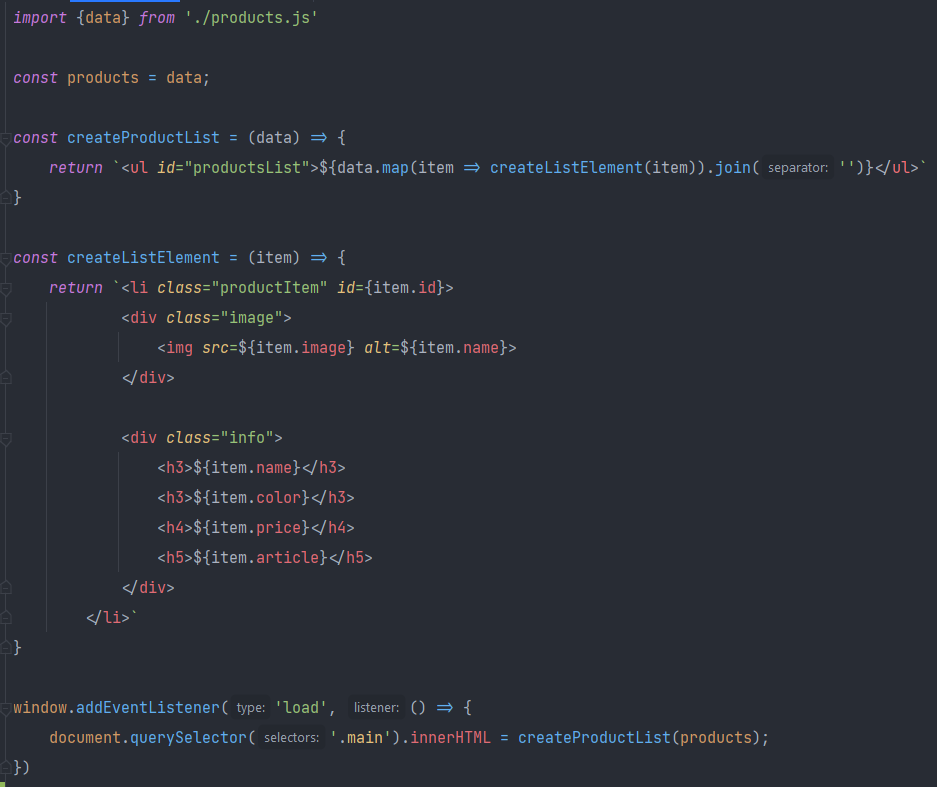 import {data} from './products.js'
const products = data;
const createProductList = (data) => {
return `<ul id="productsList">${data.map(item => createListElement(item)).join( separator: '')}</ul>`
}
const createListElement = (item) => {
return `<li class="productItem" id={item.id}>
<div class="image">
<img src=${item.image} alt=${item.name}>
</div>
<div class="info">
<h3>${item.name}</h3>
<h3>${item.color}</h3>
<h4>${item.price}</h4>
<h5>${item.article}</h5>
</div>
</li>`
}
window.addEventListener( type: 'load', listener: () => {
document.querySelector( selectors: '.main').innerHTML = createProductList(products);
})